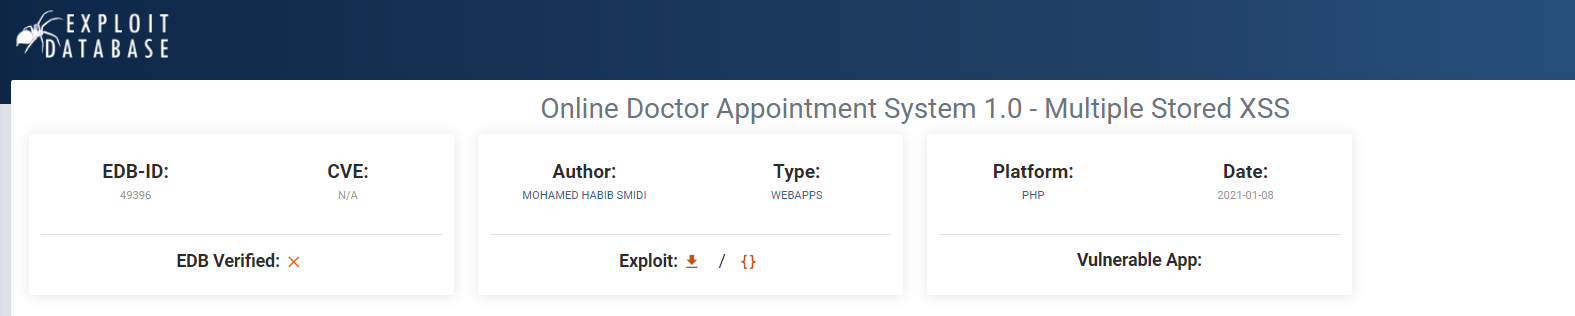 EXPLOIT
DATABASE
Online Doctor Appointment System 1.0 - Multiple Stored XSS
EDB-ID:
49396
CVE:
N/A
EDB Verified: ×
Author:
MOHAMED HABIB SMIDI
Type:
WEBAPPS
Exploit: / {}
Platform:
PHP
Date:
2021-01-08
Vulnerable App: